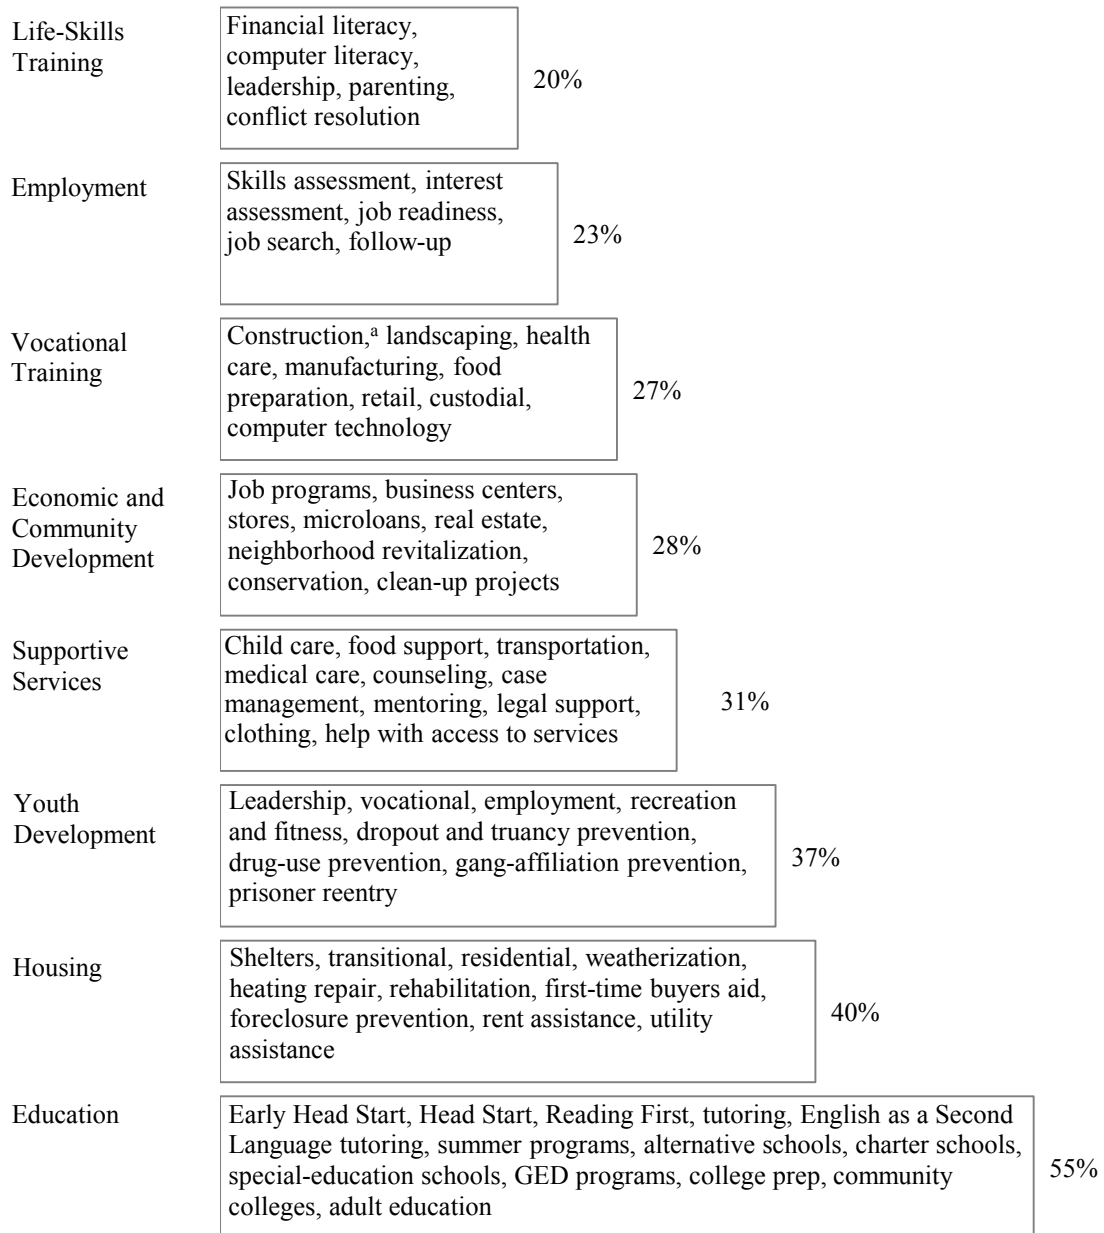 Life-Skills
Training
Financial literacy,
computer literacy,
leadership, parenting,
conflict resolution
20%
Employment
Skills assessment, interest
assessment, job readiness,
job search, follow-up
23%
Vocational
Training
Construction,ᵃ landscaping, health
care, manufacturing, food
preparation, retail, custodial,
computer technology
27%
Economic and
Community
Development
Job programs, business centers,
stores, microloans, real estate,
neighborhood revitalization,
conservation, clean-up projects
28%
Supportive
Services
Child care, food support, transportation,
medical care, counseling, case
management, mentoring, legal support,
clothing, help with access to services
31%
Youth
Development
Leadership, vocational, employment, recreation
and fitness, dropout and truancy prevention,
drug-use prevention, gang-affiliation prevention,
prisoner reentry
37%
Housing
Shelters, transitional, residential, weatherization,
heating repair, rehabilitation, first-time buyers aid,
foreclosure prevention, rent assistance, utility
assistance
40%
Education
Early Head Start, Head Start, Reading First, tutoring, English as a Second
Language tutoring, summer programs, alternative schools, charter schools,
special-education schools, GED programs, college prep, community
colleges, adult education
55%